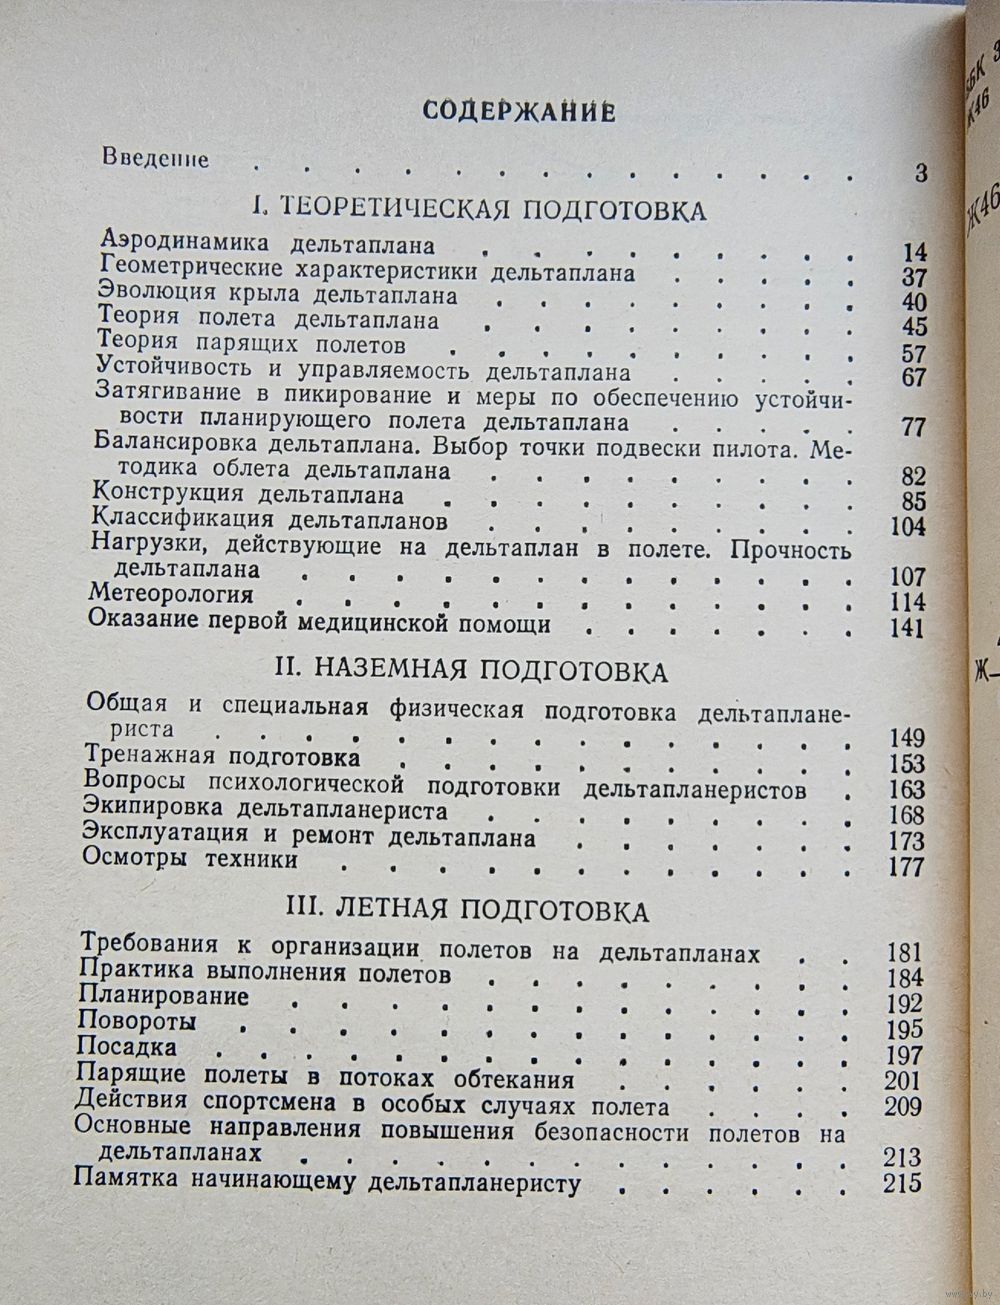 СОДЕРЖАНИЕ
Введение . . . . . . . . . . . . . 3
I. ТЕОРЕТИЧЕСКАЯ ПОДГОТОВКА
Аэродинамика дельтаплана . . . . . . . . . 14
Геометрические характеристики дельтаплана . . . . . 37
Эволюция крыла дельтаплана . . . . . . . . . 40
Теория полета дельтаплана . . . . . . . . . 45
Теория парящих полетов . . . . . . . . . . 57
Устойчивость и управляемость дельтаплана . . . . . 67
Затягивание в пикирование и меры по обеспечению устойчи-
вости планирующего полета дельтаплана . . . . . 77
Балансировка дельтаплана. Выбор точки подвески пилота. Ме-
тодика облета дельтаплана . . . . . . . . . 82
Конструкция дельтаплана . . . . . . . . . . 85
Классификация дельтапланов . . . . . . . . . 104
Нагрузки, действующие на дельтаплан в полете. Прочность
дельтаплана . . . . . . . . . . . . . 107
Метеорология . . . . . . . . . . . . . 114
Оказание первой медицинской помощи . . . . . . . 141
II. НАЗЕМНАЯ ПОДГОТОВКА
Общая и специальная физическая подготовка дельтаплане-
риста . . . . . . . . . . . . . . . 149
Тренажная подготовка . . . . . . . . . . . 153
Вопросы психологической подготовки дельтапланеристов . 163
Экипировка дельтапланериста . . . . . . . . . 168
Эксплуатация и ремонт дельтаплана . . . . . . . 173
Осмотры техники . . . . . . . . . . . . 177
III. ЛЕТНАЯ ПОДГОТОВКА
Требования к организации полетов на дельтапланах . . 181
Практика выполнения полетов . . . . . . . . . 184
Планирование . . . . . . . . . . . . . 192
Повороты . . . . . . . . . . . . . . 195
Посадка . . . . . . . . . . . . . . . 197
Парящие полеты в потоках обтекания . . . . . . 201
Действия спортсмена в особых случаях полета . . . . 209
Основные направления повышения безопасности полетов на
дельтапланах . . . . . . . . . . . . . 213
Памятка начинающему дельтапланеристу . . . . . . 215
ББК
Ж46
Ж46
Ж—